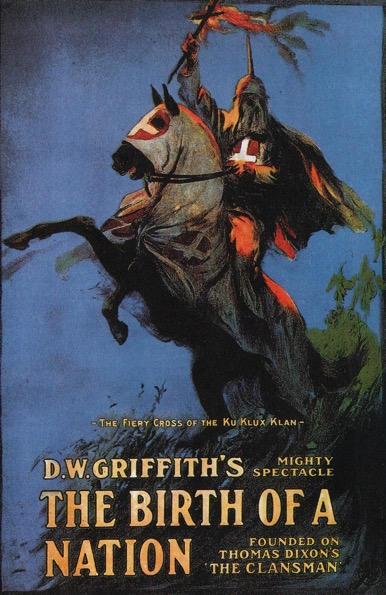 - THE FIERY CROSS OF THE KU KLUX KLAN -
D.W.GRIFFITH'S
MIGHTY
SPECTACLE
THE BIRTH OF A
NATION
FOUNDED ON
THOMAS DIXON'S
'THE CLANSMAN'